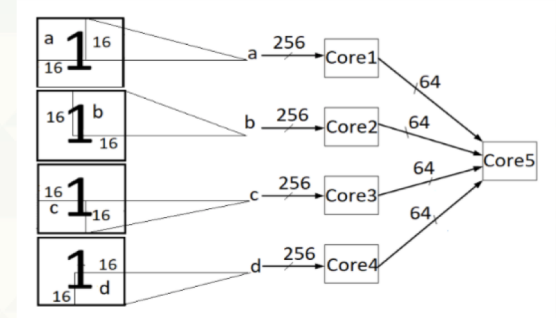 a 1 16
16
a 256 Core1
64
16 1 b
16
b 256 Core2
64
Core5
16 1
c 16
c 256 Core3
64
1 16
16 d
d 256 Core4
64